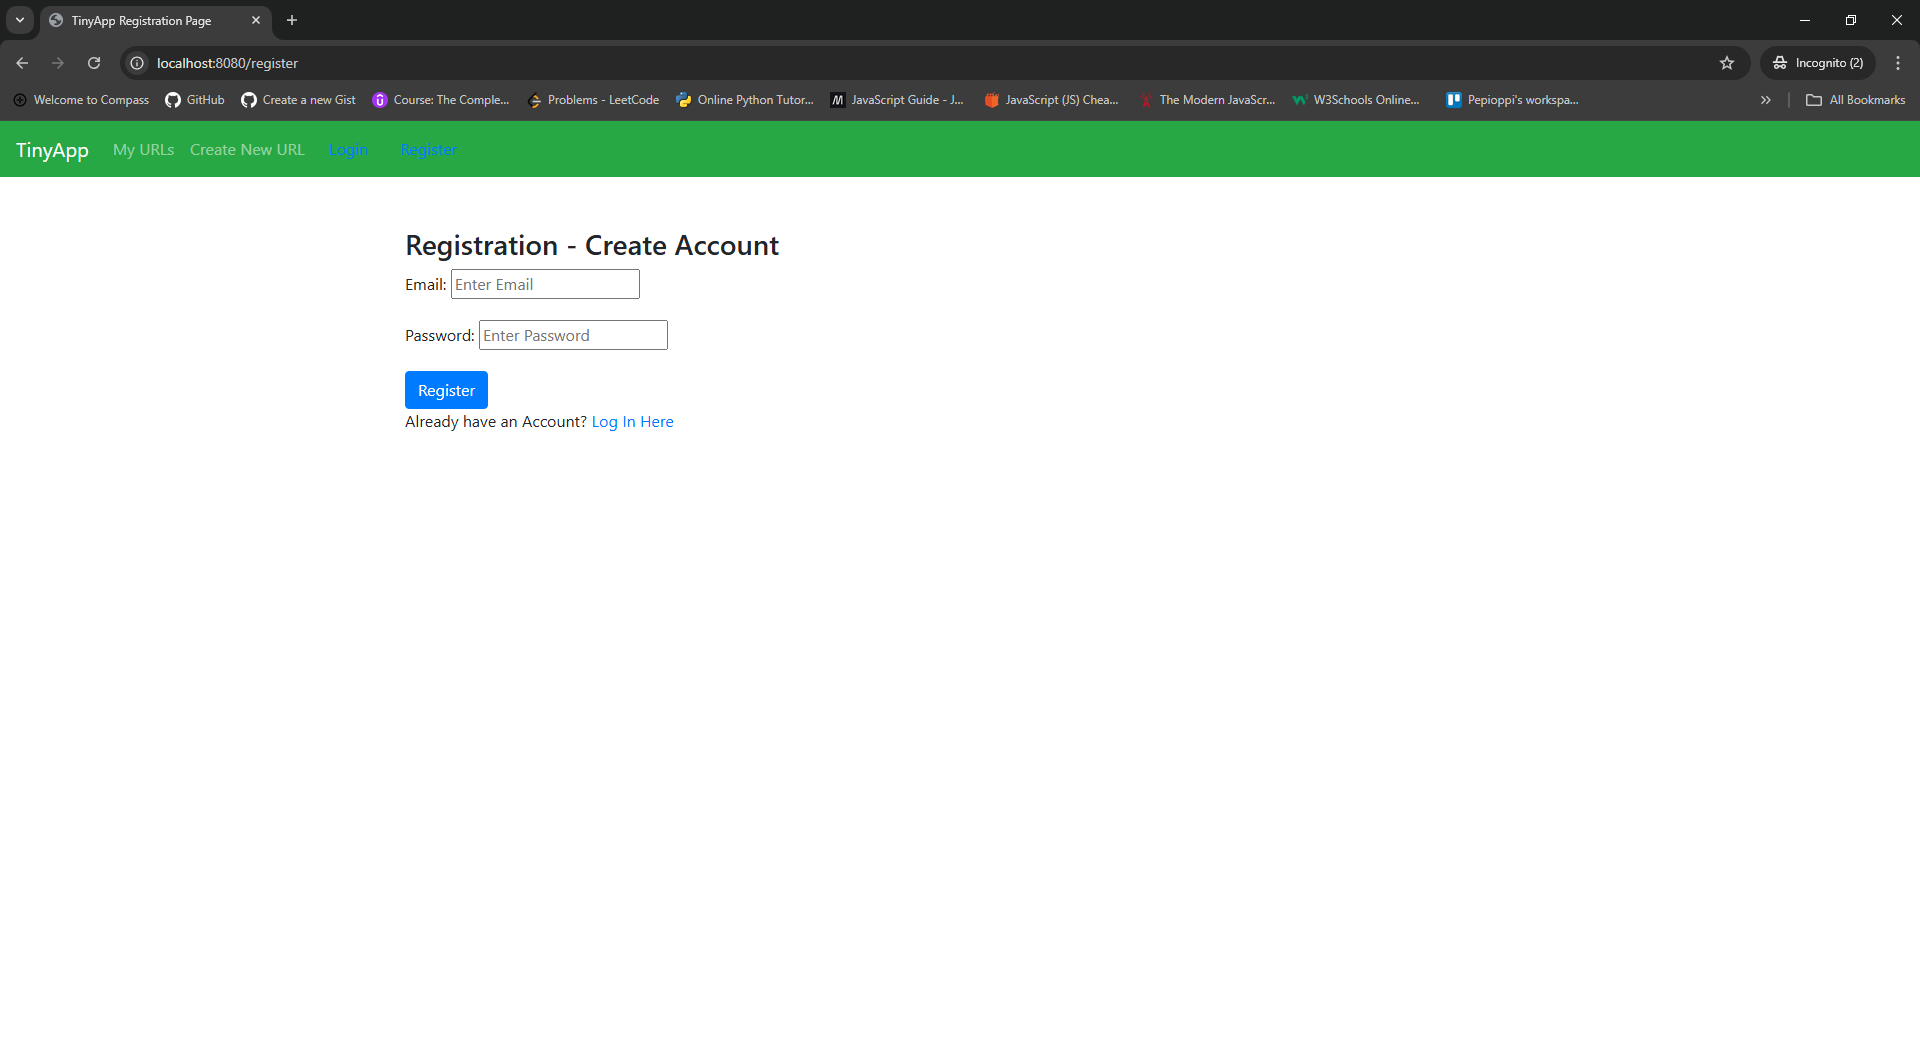 TinyApp Registration Page
localhost:8080/register
Incognito (2)
Welcome to Compass GitHub Create a new Gist Course: The Comple... Problems - LeetCode Online Python Tutor... JavaScript Guide - J... JavaScript (JS) Chea... The Modern JavaScr... W3Schools Online... Pepioppi's workspa... All Bookmarks
TinyApp My URLs Create New URL Login Register
Registration - Create Account
Email: Enter Email
Password: Enter Password
Register
Already have an Account? Log In Here